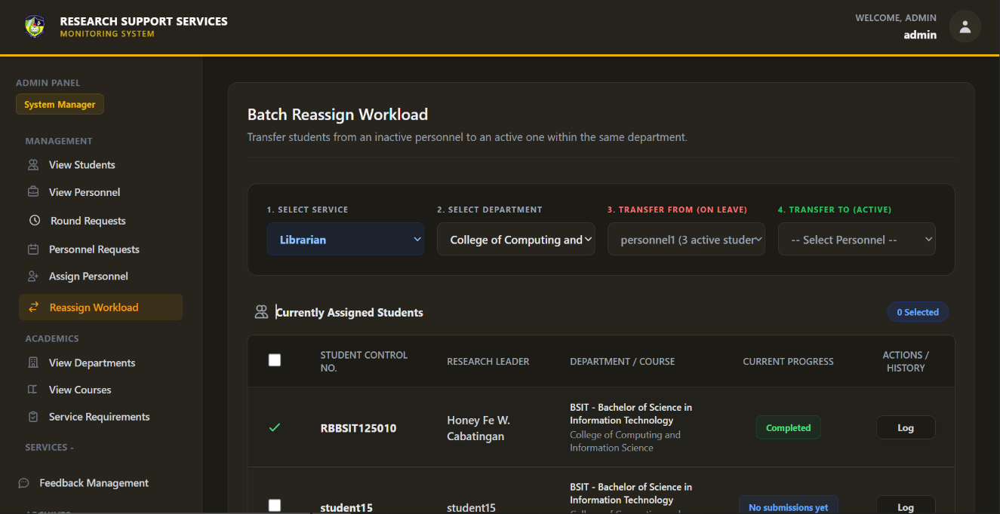 RESEARCH SUPPORT SERVICES
MONITORING SYSTEM
WELCOME, ADMIN
admin
ADMIN PANEL
System Manager
MANAGEMENT
View Students
View Personnel
Round Requests
Personnel Requests
Assign Personnel
Reassign Workload
ACADEMICS
View Departments
View Courses
Service Requirements
SERVICES -
Feedback Management
Batch Reassign Workload
Transfer students from an inactive personnel to an active one within the same department.
1. SELECT SERVICE
Librarian
2. SELECT DEPARTMENT
College of Computing and
3. TRANSFER FROM (ON LEAVE)
personnel1 (3 active studer
4. TRANSFER TO (ACTIVE)
-- Select Personnel --
Currently Assigned Students
0 Selected
STUDENT CONTROL
NO.
RESEARCH LEADER
DEPARTMENT / COURSE
CURRENT PROGRESS
ACTIONS /
HISTORY
RBBSIT125010
Honey Fe W.
Cabatingan
BSIT - Bachelor of Science in
Information Technology
College of Computing and
Information Science
Completed
Log
student15
student15
BSIT - Bachelor of Science in
Information Technology
No submissions yet
Log